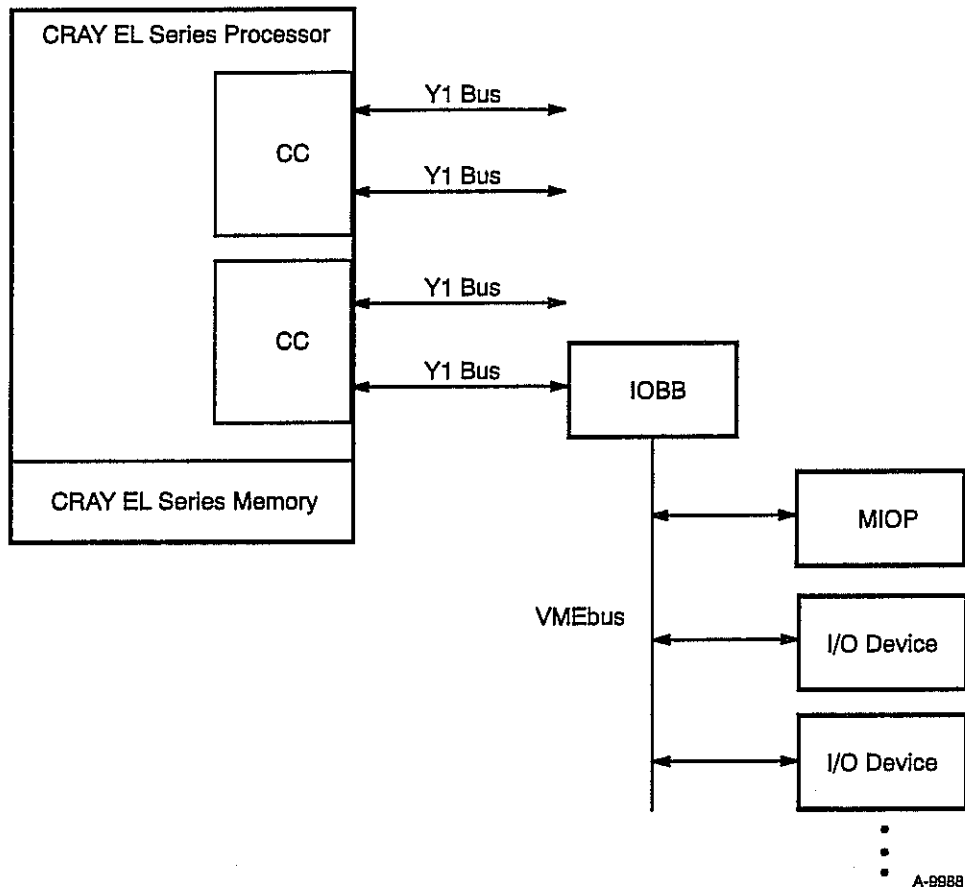 CRAY EL Series Processor
Y1 Bus
CC
Y1 Bus
Y1 Bus
CC
Y1 Bus
IOBB
CRAY EL Series Memory
MIOP
VMEbus
I/O Device
I/O Device
A-9988